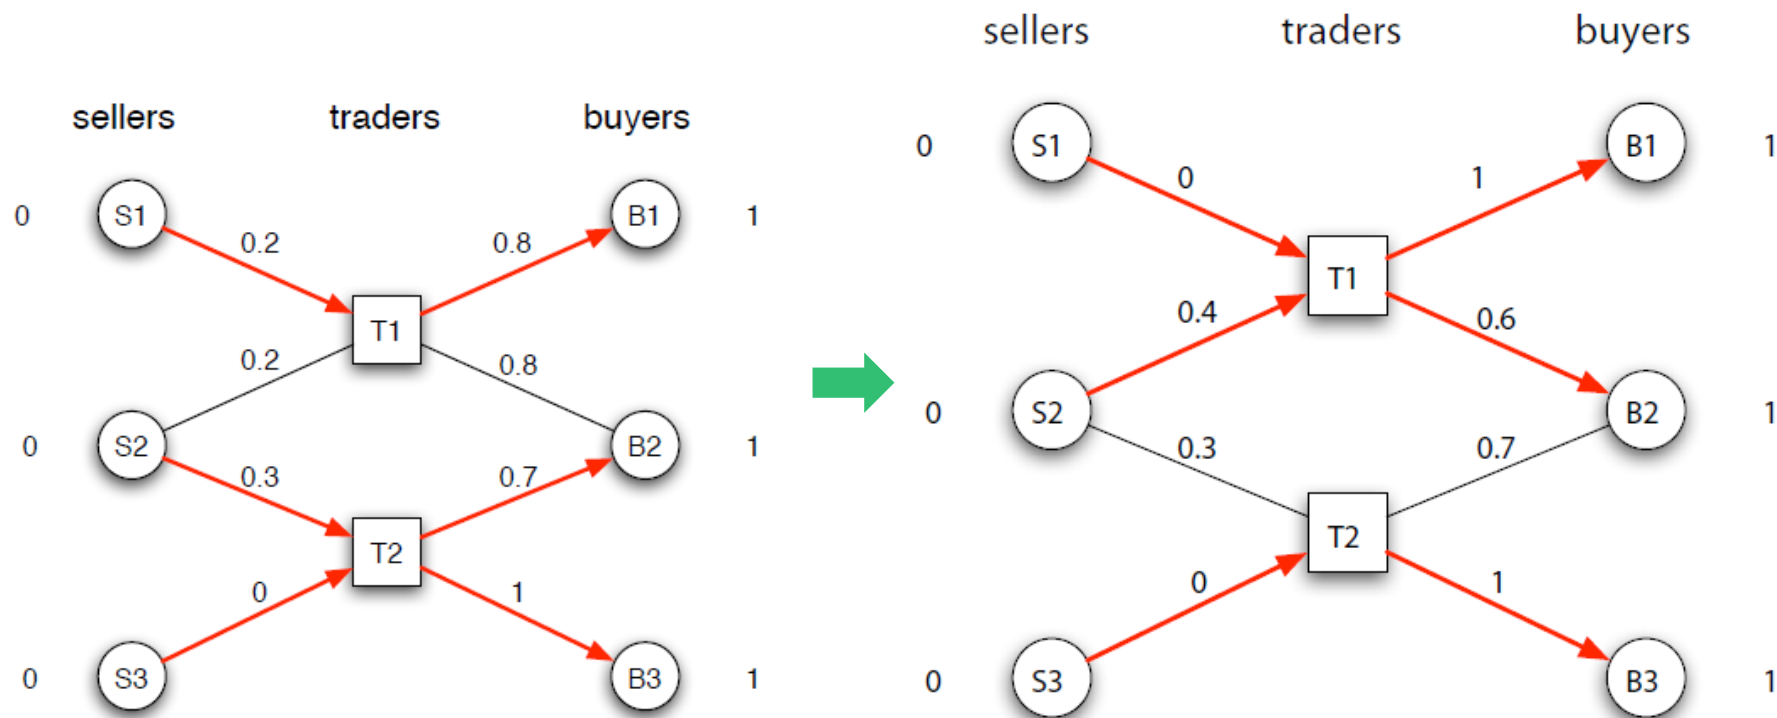 sellers traders buyers
0 S1 0.2 0.8 B1 1
T1
0.2 0.8
0 S2 B2 1
0.3 0.7
T2
0 1
0 S3 B3 1
sellers traders buyers
0 S1 0 1 B1 1
T1
0.4 0.6
0 S2 B2 1
0.3 0.7
T2
0 1
0 S3 B3 1